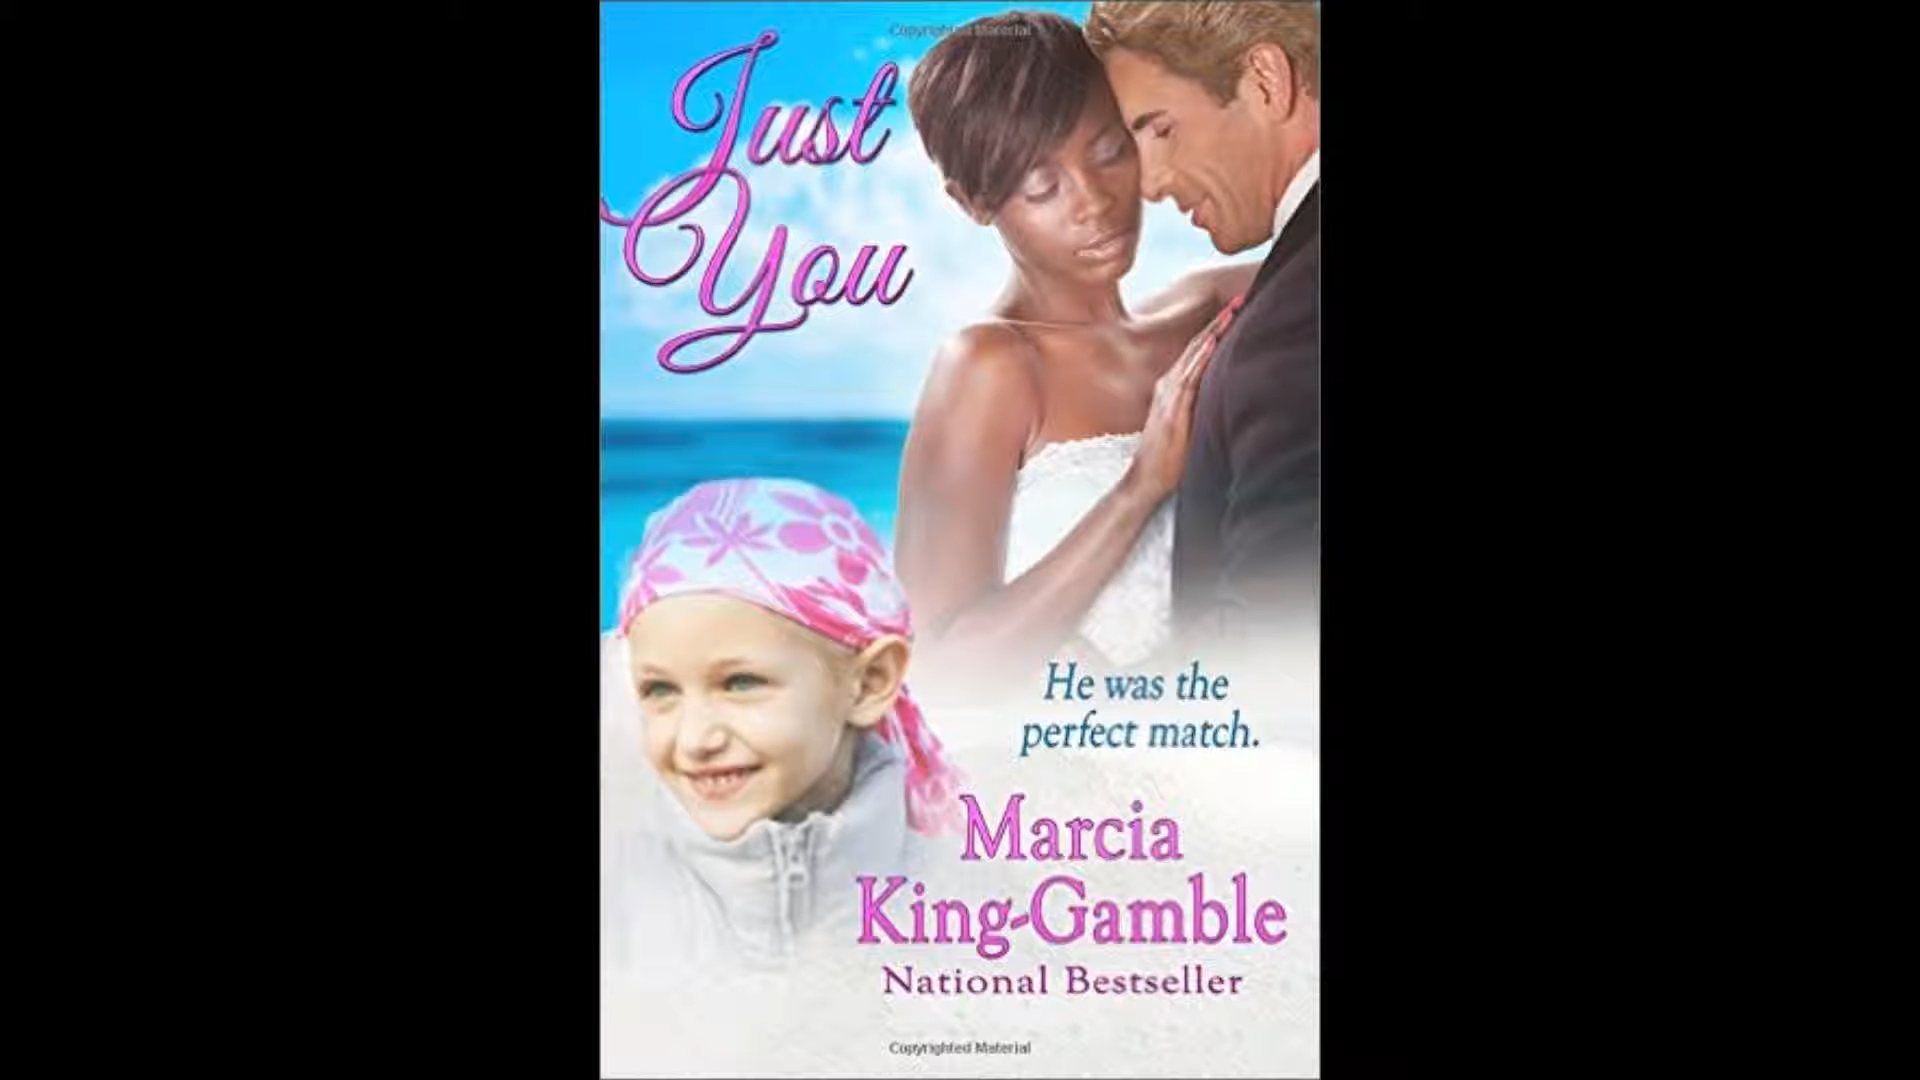 Copyrighted Material
Just
You
He was the
perfect match.
Marcia
King-Gamble
National Bestseller
Copyrighted Material